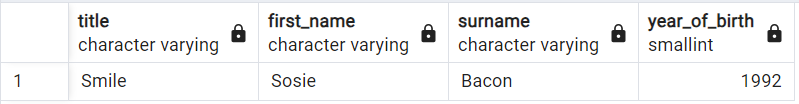 title first_name surname year_of_birth
character varying character varying character varying smallint
1 Smile Sosie Bacon 1992